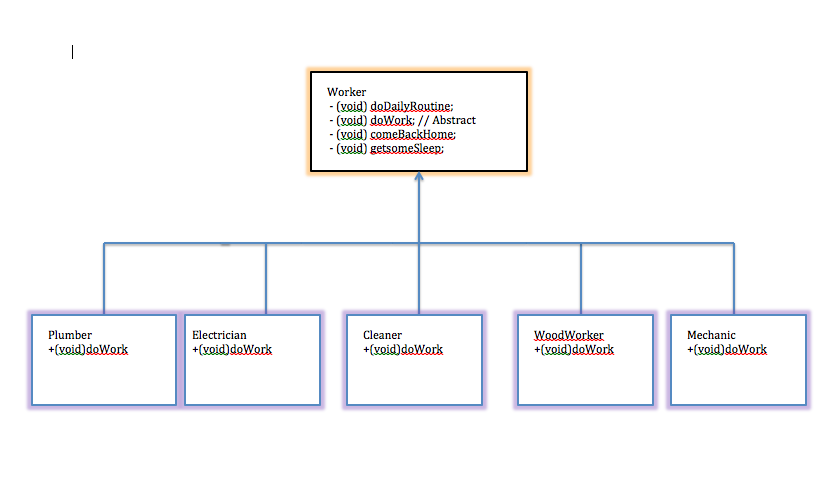 Worker
- (void) doDailyRoutine;
- (void) doWork; // Abstract
- (void) comeBackHome;
- (void) getsomeSleep;
Plumber
+(void)doWork
Electrician
+(void)doWork
Cleaner
+(void)doWork
WoodWorker
+(void)doWork
Mechanic
+(void)doWork